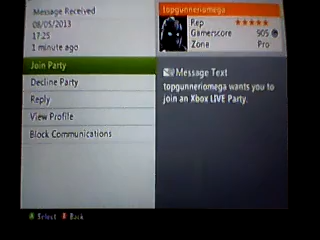 Message Received
08/05/2013
17:25
1 minute ago
Join Party
Decline Party
Reply
View Profile
Block Communications
topgunneriomega
Rep ★★★★★
Gamerscore 505
Zone Pro
Message Text
topgunneriomega wants you to
join an Xbox LIVE Party.
A Select B Back